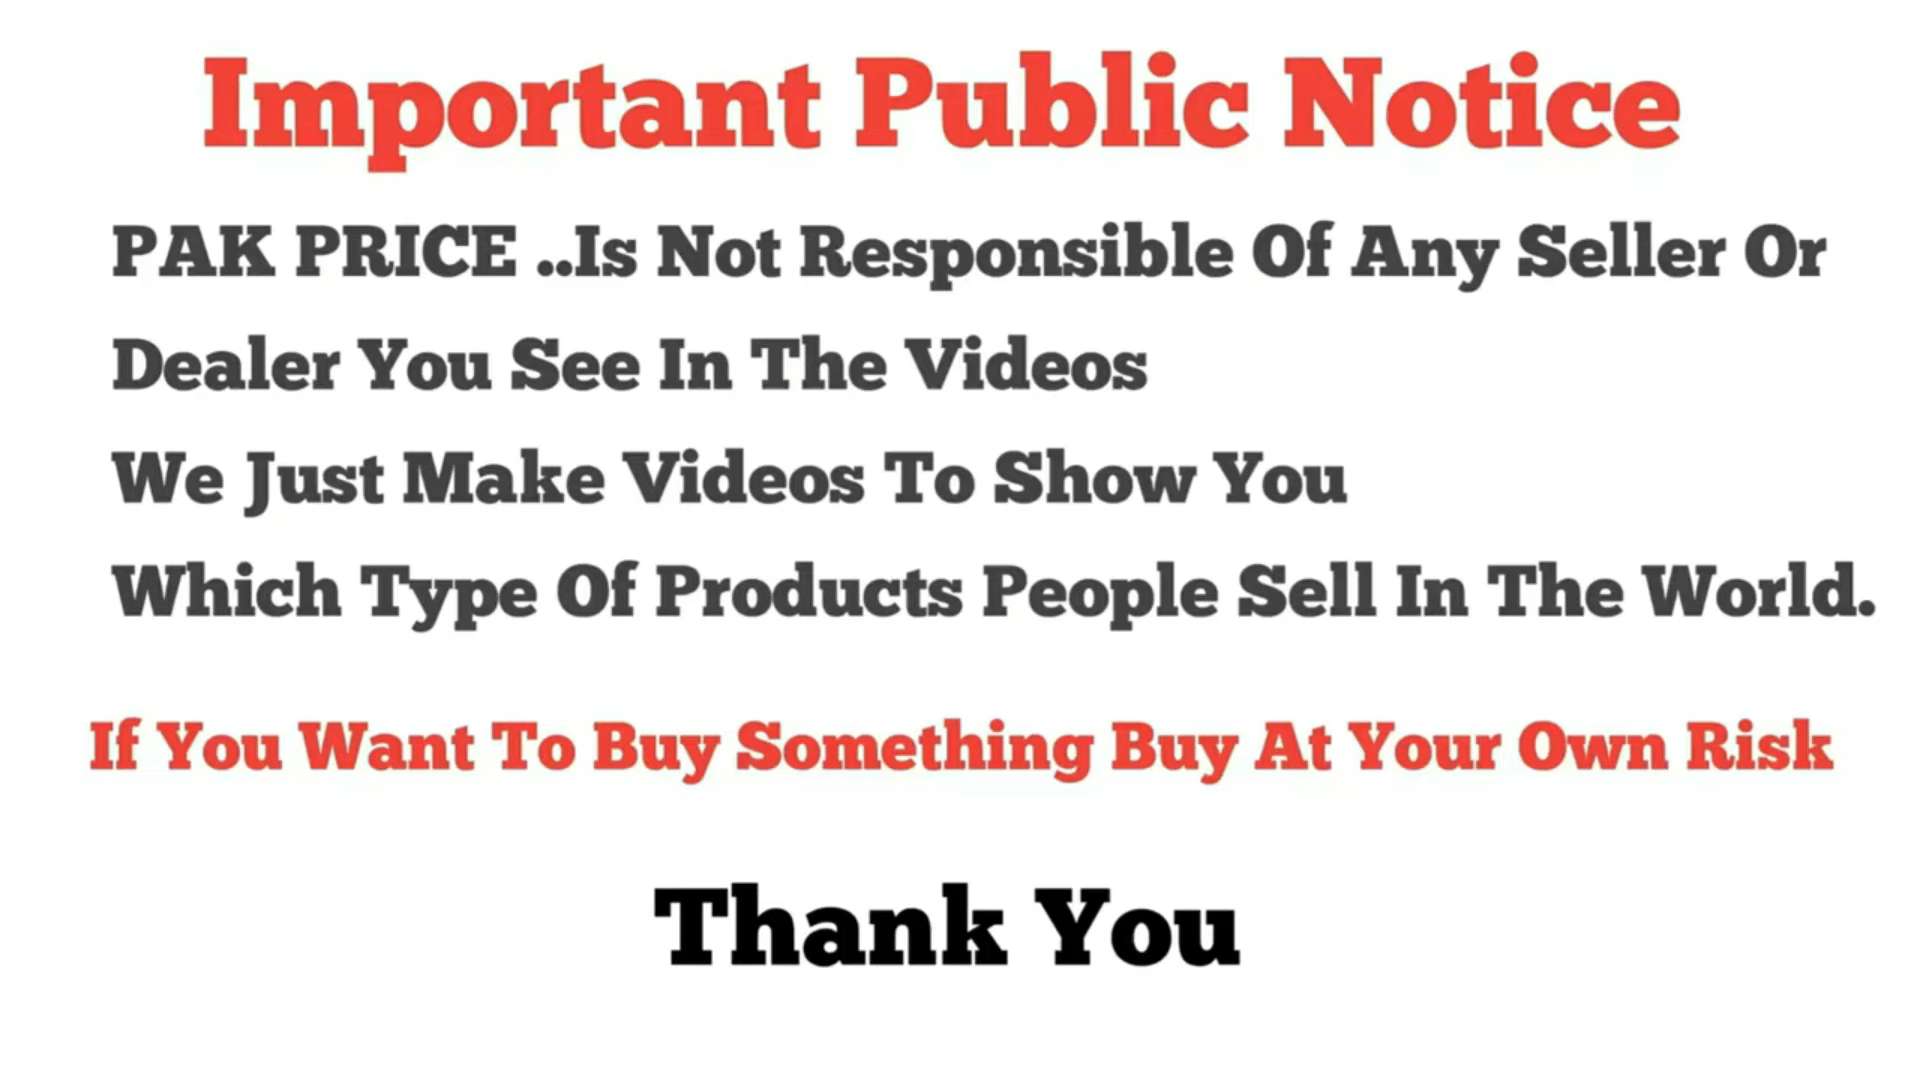 Important Public Notice
PAK PRICE ..Is Not Responsible Of Any Seller Or
Dealer You See In The Videos
We Just Make Videos To Show You
Which Type Of Products People Sell In The World.
If You Want To Buy Something Buy At Your Own Risk
Thank You